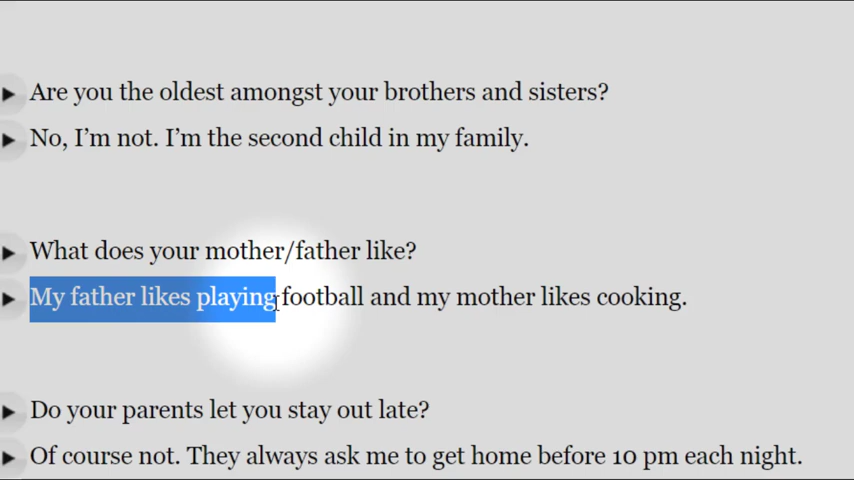 Are you the oldest amongst your brothers and sisters?
No, I’m not. I’m the second child in my family.
What does your mother/father like?
My father likes playing football and my mother likes cooking.
Do your parents let you stay out late?
Of course not. They always ask me to get home before 10 pm each night.